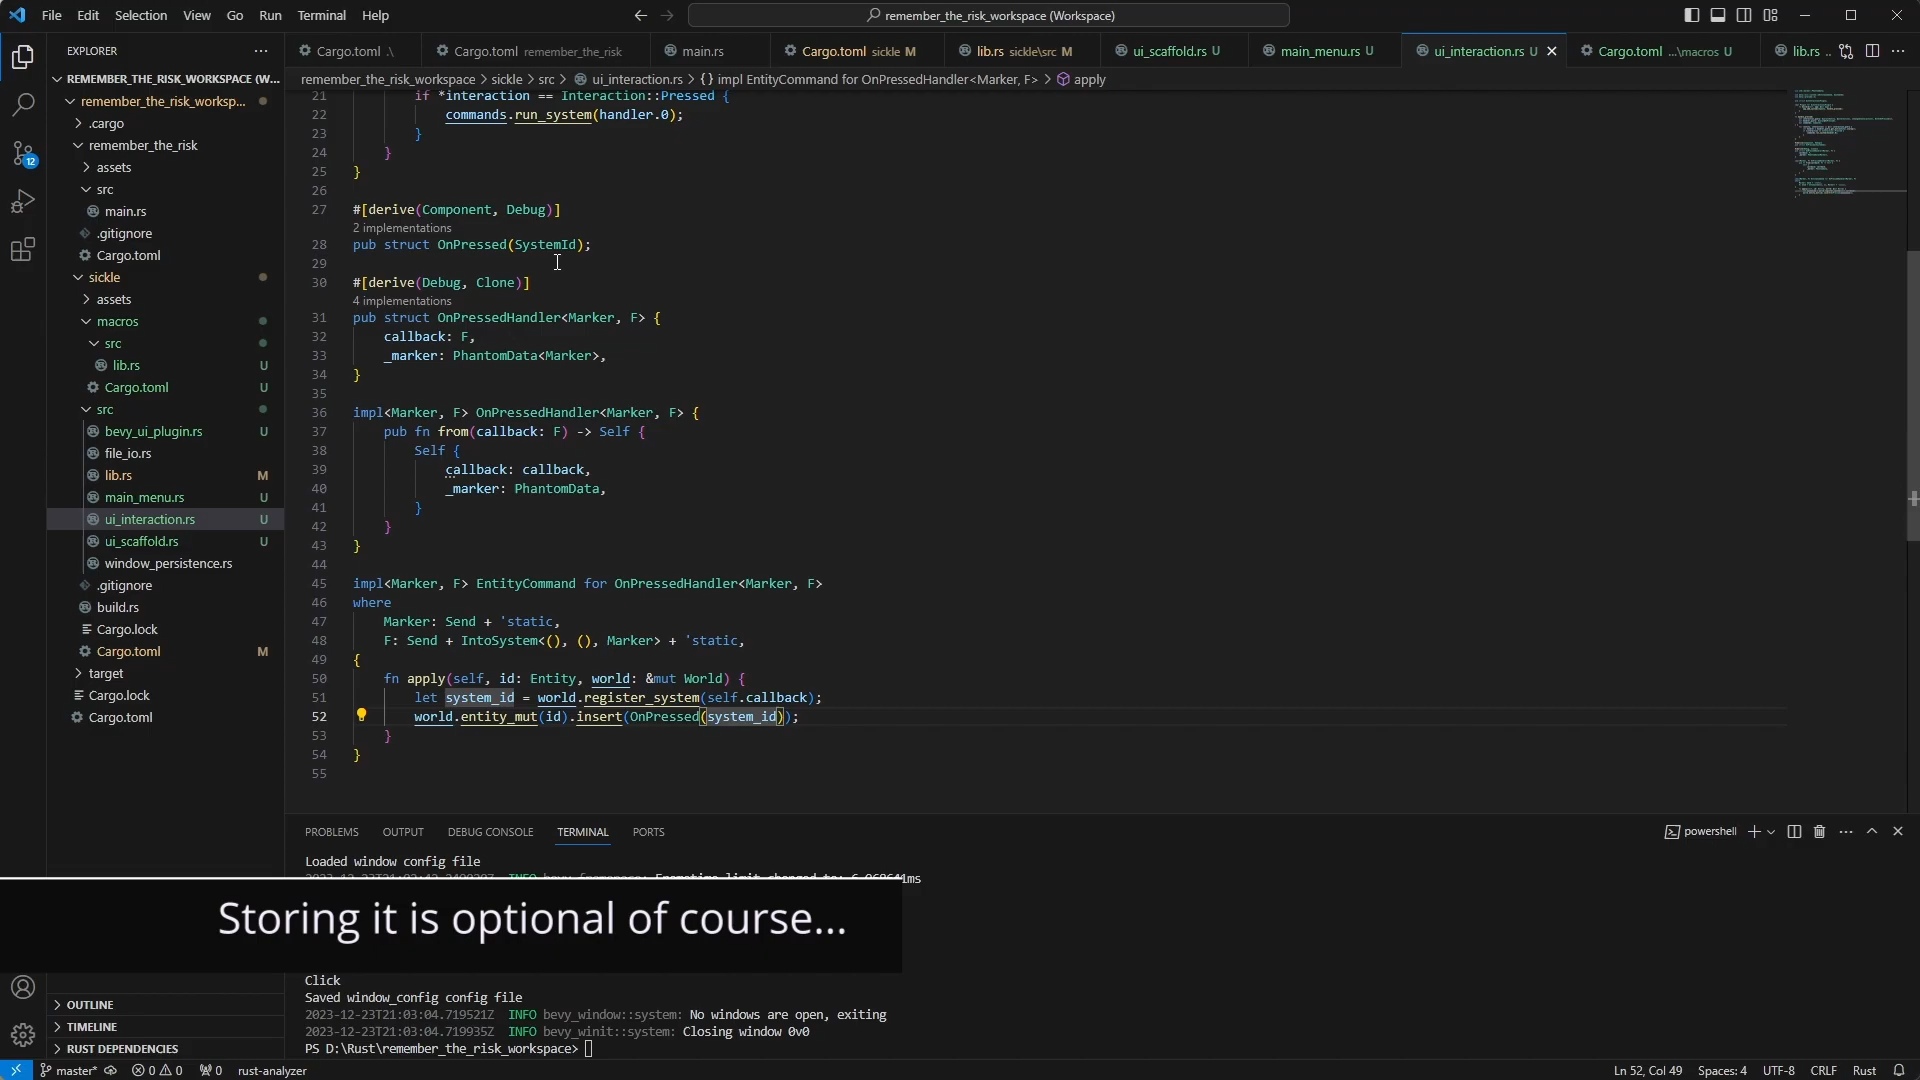 File Edit Selection View Go Run Terminal Help
remember_the_risk_workspace (Workspace)
EXPLORER
Cargo.toml .\
Cargo.toml remember_the_risk
main.rs
Cargo.toml sickle M
lib.rs sickle\src M
ui_scaffold.rs U
main_menu.rs U
ui_interaction.rs U
Cargo.toml ...\macros U
lib.rs ..
remember_the_risk_workspace > sickle > src > ui_interaction.rs > {} impl EntityCommand for OnPressedHandler<Marker, F> > apply
REMEMBER_THE_RISK_WORKSPACE (W...
remember_the_risk_worksp...
.cargo
remember_the_risk
assets
src
main.rs
.gitignore
Cargo.toml
sickle
assets
macros
src
lib.rs U
Cargo.toml U
src
bevy_ui_plugin.rs U
file_io.rs
lib.rs M
main_menu.rs U
ui_interaction.rs U
ui_scaffold.rs U
window_persistence.rs
.gitignore
build.rs
Cargo.lock
Cargo.toml M
target
Cargo.lock
Cargo.toml
12
OUTLINE
TIMELINE
RUST DEPENDENCIES
21 if *interaction == Interaction::Pressed {
22 commands.run_system(handler.0);
23 }
24 }
25 }
26
27 #[derive(Component, Debug)]
2 implementations
28 pub struct OnPressed(SystemId);
29
30 #[derive(Debug, Clone)]
4 implementations
31 pub struct OnPressedHandler<Marker, F> {
32 callback: F,
33 _marker: PhantomData<Marker>,
34 }
35
36 impl<Marker, F> OnPressedHandler<Marker, F> {
37 pub fn from(callback: F) -> Self {
38 Self {
39 callback: callback,
40 _marker: PhantomData,
41 }
42 }
43 }
44
45 impl<Marker, F> EntityCommand for OnPressedHandler<Marker, F>
46 where
47 Marker: Send + 'static,
48 F: Send + IntoSystem<(), (), Marker> + 'static,
49 {
50 fn apply(self, id: Entity, world: &mut World) {
51 let system_id = world.register_system(self.callback);
52 world.entity_mut(id).insert(OnPressed(system_id));
53 }
54 }
55
PROBLEMS OUTPUT DEBUG CONSOLE TERMINAL PORTS
powershell
Loaded window config file
Storing it is optional of course...
Click
Saved window_config config file
2023-12-23T21:03:04.719521Z INFO bevy_window::system: No windows are open, exiting
2023-12-23T21:03:04.719935Z INFO bevy_winit::system: Closing window 0v0
PS D:\Rust\remember_the_risk_workspace>
master* 0 0 0 rust-analyzer
Ln 52, Col 49 Spaces: 4 UTF-8 CRLF Rust